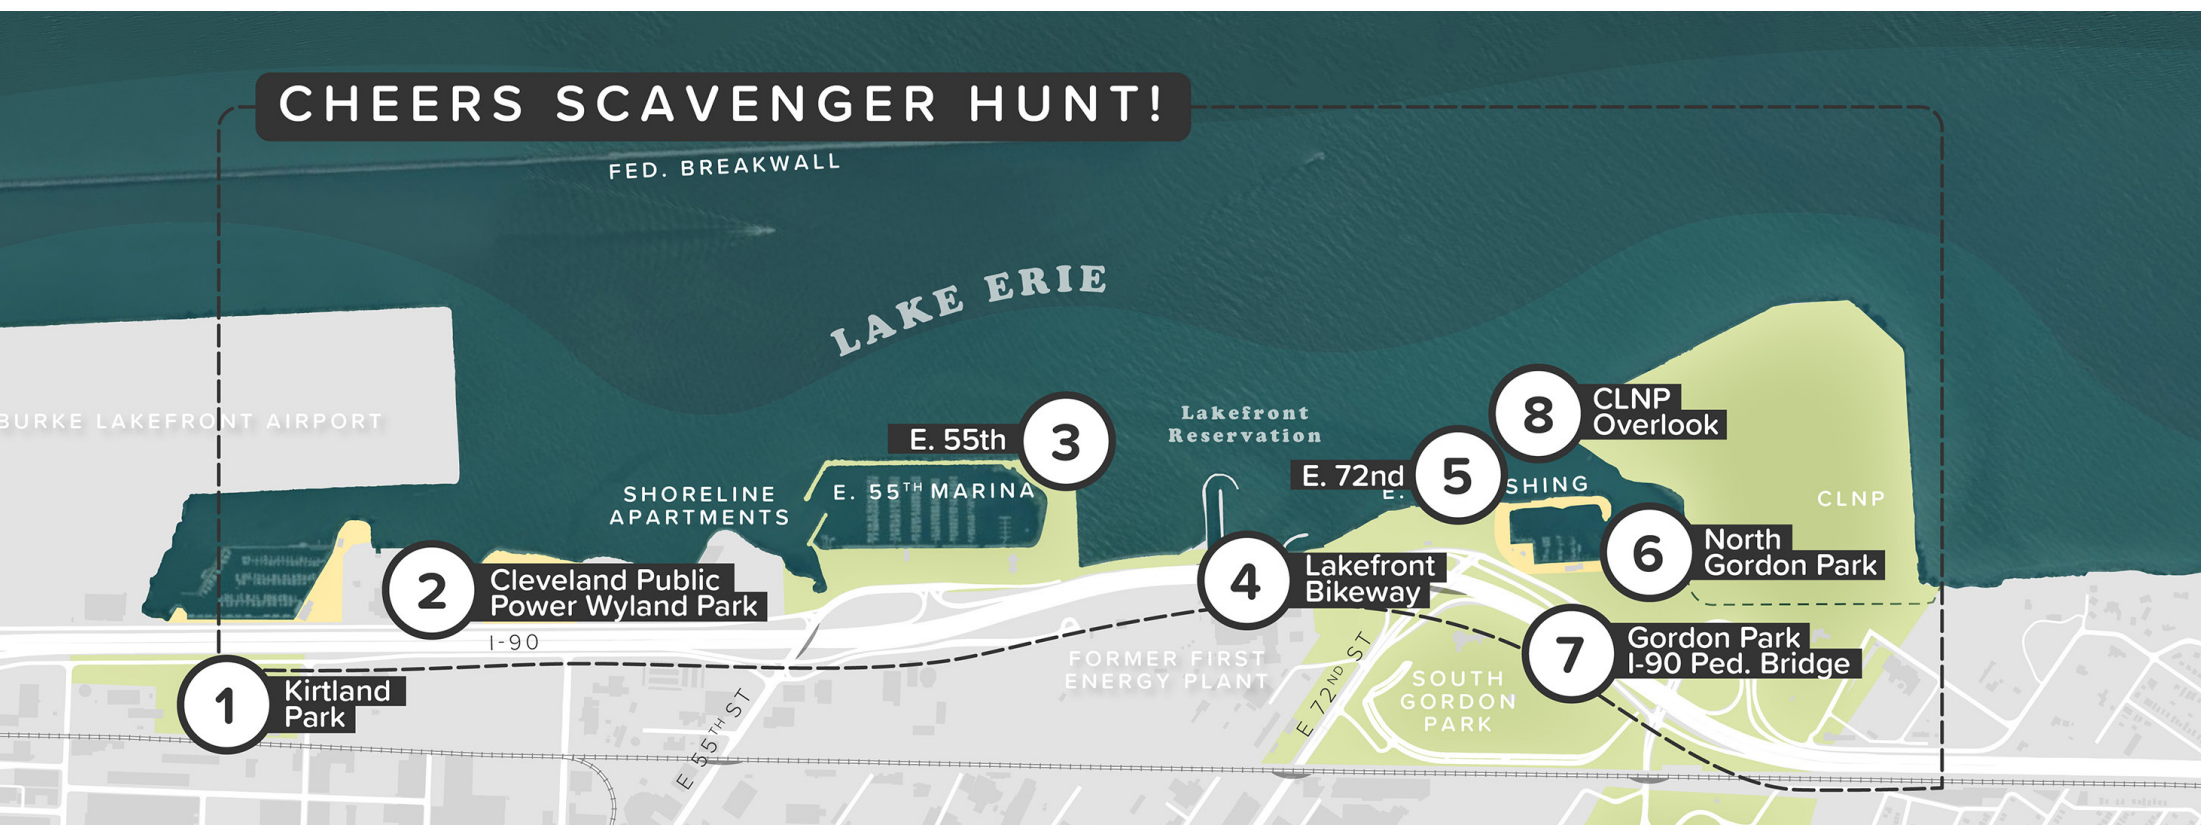 CHEERS SCAVENGER HUNT!
FED. BREAKWALL
LAKE ERIE
BURKE LAKEFRONT AIRPORT
Lakefront
Reservation
8
CLNP
Overlook
3
E. 55th
5
E. 72nd
E.
SHING
E. 55TH MARINA
SHORELINE
APARTMENTS
CLNP
6
North
Gordon Park
2
Cleveland Public
Power Wyland Park
4
Lakefront
Bikeway
I-90
7
Gordon Park
I-90 Ped. Bridge
1
Kirtland
Park
FORMER FIRST
ENERGY PLANT
SOUTH
GORDON
PARK
E 55TH ST
E 72ND ST